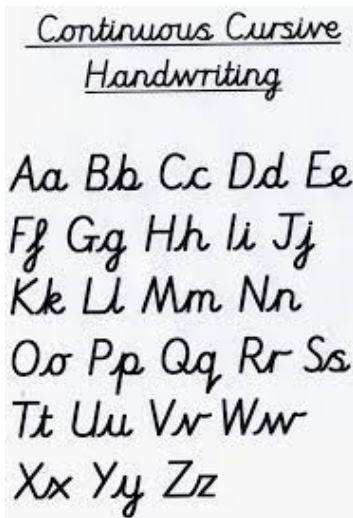 Continuous Cursive
Handwriting
Aa Bb Cc Dd Ee
Ff Gg Hh Ii Jj
Kk Ll Mm Nn
Oo Pp Qq Rr Ss
Tt Uu Vv Ww
Xx Yy Zz